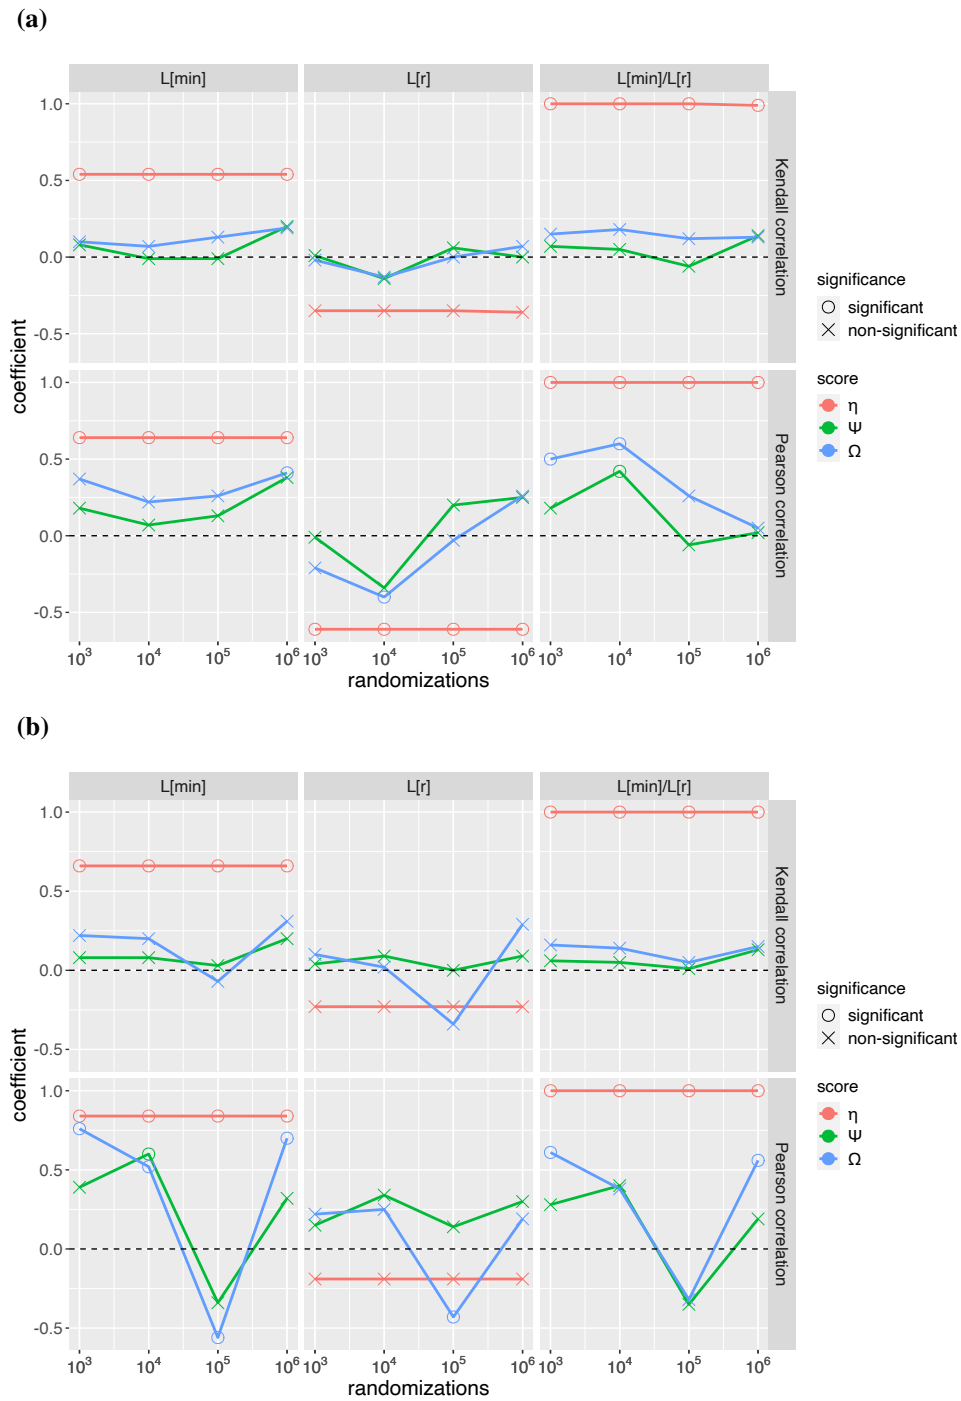 (a)
L[min] L[r] L[min]/L[r]
1.0
0.5
0.0
-0.5
Kendall correlation
1.0
0.5
0.0
-0.5
Pearson correlation
coefficient
10³ 10⁴ 10⁵ 10⁶ 10³ 10⁴ 10⁵ 10⁶ 10³ 10⁴ 10⁵ 10⁶
randomizations
significance
significant
non-significant
score
η
Ψ
Ω
(b)
L[min] L[r] L[min]/L[r]
1.0
0.5
0.0
-0.5
Kendall correlation
1.0
0.5
0.0
-0.5
Pearson correlation
coefficient
10³ 10⁴ 10⁵ 10⁶ 10³ 10⁴ 10⁵ 10⁶ 10³ 10⁴ 10⁵ 10⁶
randomizations
significance
significant
non-significant
score
η
Ψ
Ω